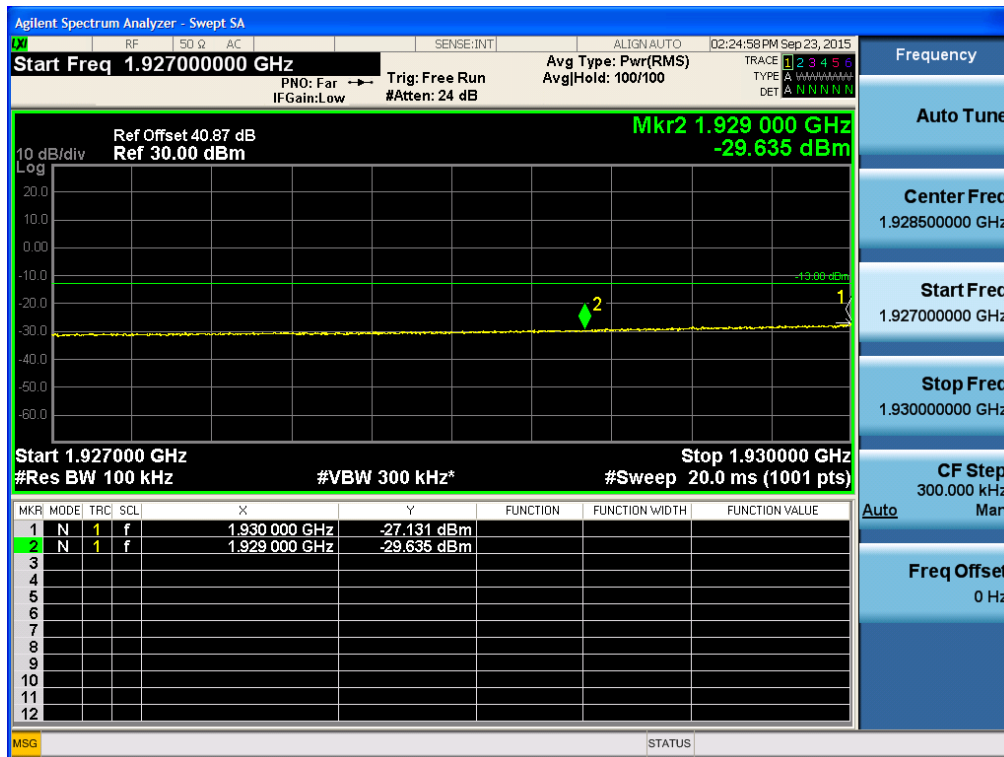 Agilent Spectrum Analyzer - Swept SA
LXI RF 50 Ω AC SENSE:INT ALIGN AUTO 02:24:58 PM Sep 23, 2015
Start Freq 1.927000000 GHz
PNO: Far
IFGain:Low
Trig: Free Run
#Atten: 24 dB
Avg Type: Pwr(RMS)
Avg|Hold: 100/100
TRACE 1 2 3 4 5 6
TYPE A WWWWW
DET A N N N N N
Ref Offset 40.87 dB
10 dB/div Ref 30.00 dBm
Log
Mkr2 1.929 000 GHz
-29.635 dBm
20.0
10.0
0.00
-10.0
-20.0
-30.0
-40.0
-50.0
-60.0
-13.00 dBm
1
2
Start 1.927000 GHz Stop 1.930000 GHz
#Res BW 100 kHz #VBW 300 kHz* #Sweep 20.0 ms (1001 pts)
MKR MODE TRC SCL X Y FUNCTION FUNCTION WIDTH FUNCTION VALUE
1 N 1 f 1.930 000 GHz -27.131 dBm
2 N 1 f 1.929 000 GHz -29.635 dBm
3
4
5
6
7
8
9
10
11
12
MSG STATUS
Frequency
Auto Tune
Center Freq
1.928500000 GHz
Start Freq
1.927000000 GHz
Stop Freq
1.930000000 GHz
CF Step
300.000 kHz
Auto Man
Freq Offset
0 Hz